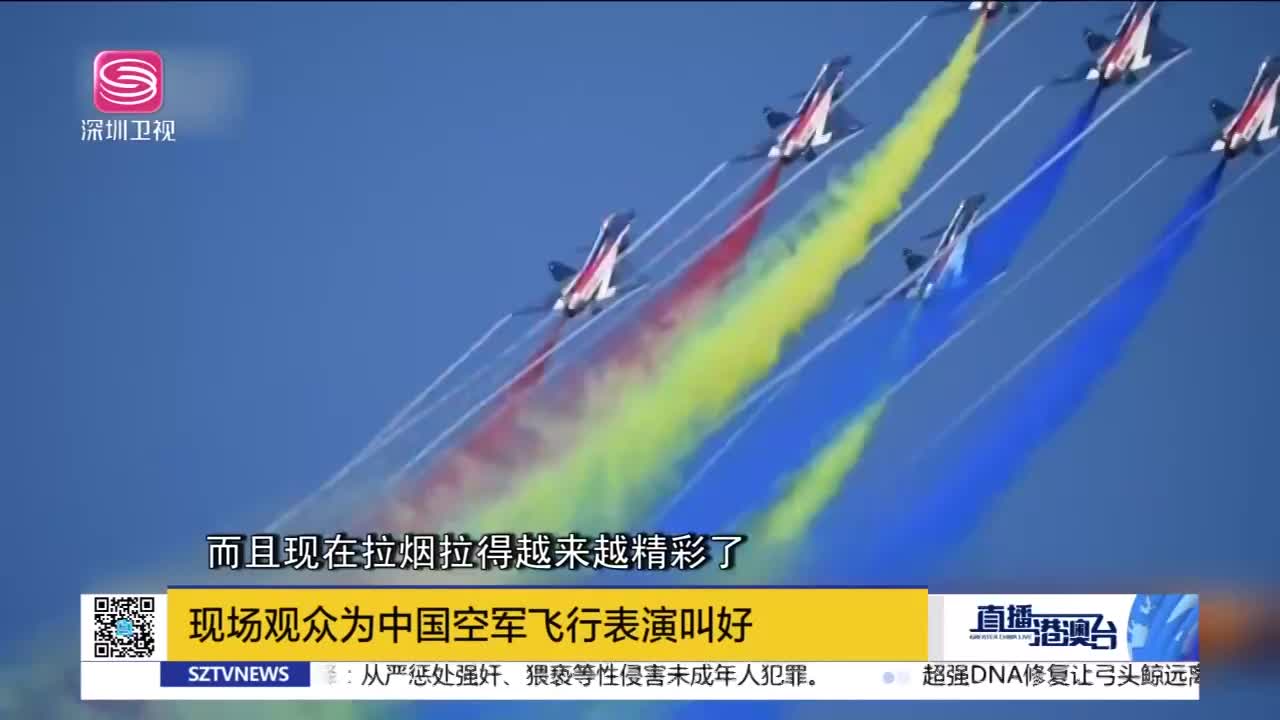 深圳卫视
而且现在拉烟拉得越来越精彩了
现场观众为中国空军飞行表演叫好
直播港澳台
GREATER CHINA LIVE
SZTVNEWS
：从严惩处强奸、猥亵等性侵害未成年人犯罪。
超强DNA修复让弓头鲸远离